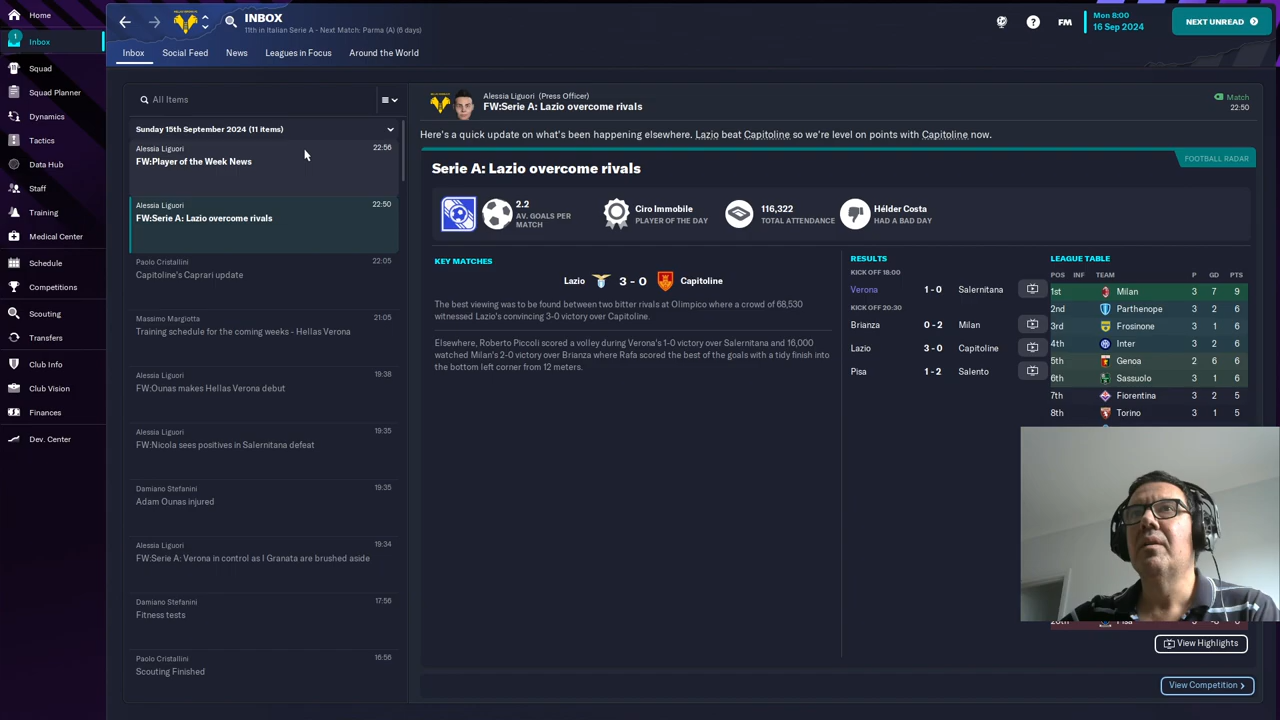 Home
INBOX
11th in Italian Serie A - Next Match: Parma (A) (6 days)
FM
Mon 8:00
16 Sep 2024
NEXT UNREAD
1
Inbox
Squad
Squad Planner
Dynamics
Tactics
Data Hub
Staff
Training
Medical Center
Schedule
Competitions
Scouting
Transfers
Club Info
Club Vision
Finances
Dev. Center
Inbox
Social Feed
News
Leagues in Focus
Around the World
All Items
Sunday 15th September 2024 (11 items)
Alessia Liguori
22:56
FW:Player of the Week News
Alessia Liguori
22:50
FW:Serie A: Lazio overcome rivals
Paolo Cristallini
22:05
Capitoline's Caprari update
Massimo Margiotta
21:05
Training schedule for the coming weeks - Hellas Verona
Alessia Liguori
19:38
FW:Ounas makes Hellas Verona debut
Alessia Liguori
19:35
FW:Nicola sees positives in Salernitana defeat
Damiano Stefanini
19:35
Adam Ounas injured
Alessia Liguori
19:34
FW:Serie A: Verona in control as I Granata are brushed aside
Damiano Stefanini
17:56
Fitness tests
Paolo Cristallini
16:56
Scouting Finished
Alessia Liguori (Press Officer)
FW:Serie A: Lazio overcome rivals
Match
22:50
Here's a quick update on what's been happening elsewhere. Lazio beat Capitoline so we're level on points with Capitoline now.
FOOTBALL RADAR
Serie A: Lazio overcome rivals
2.2
AV. GOALS PER
MATCH
Ciro Immobile
PLAYER OF THE DAY
116,322
TOTAL ATTENDANCE
Hélder Costa
HAD A BAD DAY
KEY MATCHES
Lazio 3 - 0 Capitoline
The best viewing was to be found between two bitter rivals at Olimpico where a crowd of 68,530
witnessed Lazio's convincing 3-0 victory over Capitoline.
Elsewhere, Roberto Piccoli scored a volley during Verona's 1-0 victory over Salernitana and 16,000
watched Milan's 2-0 victory over Brianza where Rafa scored the best of the goals with a tidy finish into
the bottom left corner from 12 meters.
RESULTS
KICK OFF 18:00
Verona 1 - 0 Salernitana
KICK OFF 20:30
Brianza 0 - 2 Milan
Lazio 3 - 0 Capitoline
Pisa 1 - 2 Salento
LEAGUE TABLE
POS INF TEAM P GD PTS
1st Milan 3 7 9
2nd Parthenope 3 2 6
3rd Frosinone 3 1 6
4th Inter 3 2 6
5th Genoa 2 6 6
6th Sassuolo 3 1 6
7th Fiorentina 3 2 5
8th Torino 3 1 5
View Highlights
View Competition